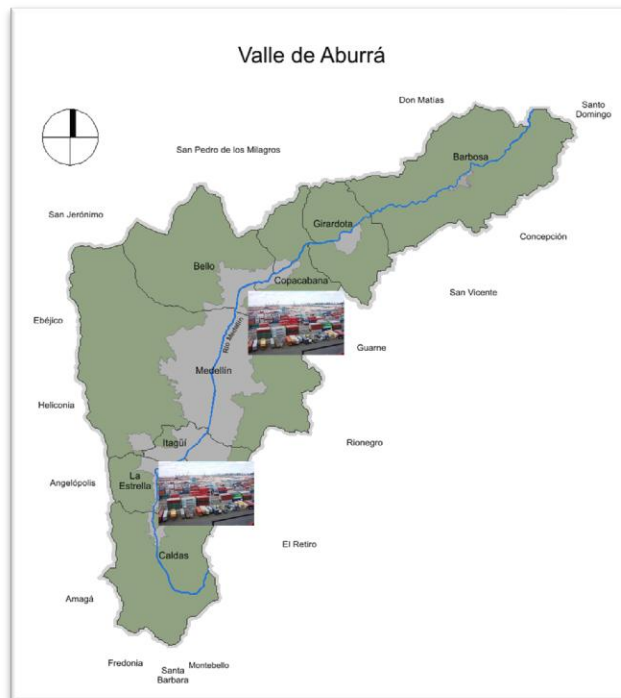 Valle de Aburrá
Don Matías
Santo
Domingo
San Pedro de los Milagros
Barbosa
San Jerónimo
Girardota
Concepción
Bello
Copacabana
San Vicente
Ebéjico
Río Medellín
Guarne
Medellín
Heliconía
Itagüí
Rionegro
Angelópolis
La
Estrella
El Retiro
Caldas
Amagá
Fredonia
Santa
Barbara
Montebello